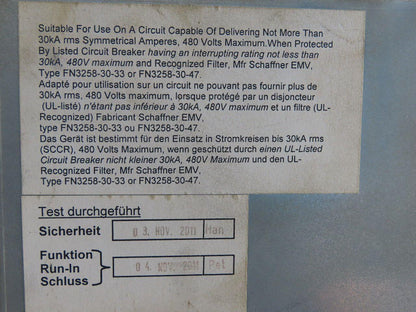 Suitable For Use On A Circuit Capable Of Delivering Not More Than
30kA rms Symmetrical Amperes, 480 Volts Maximum.When Protected
By Listed Circuit Breaker having an interrupting rating not less than
30kA, 480V maximum and Recognized Filter, Mfr Schaffner EMV,
Type FN3258-30-33 or FN3258-30-47.
Adapté pour utilisation sur un circuit ne pouvant pas fournir plus de
30kA rms, 480 Volts maximum, lorsque protégé par un disjoncteur
(UL-listé) n'étant pas inférieur à 30kA, 480V maximum et un filtre (UL-
Recognized) Fabricant Schaffner EMV,
type FN3258-30-33 ou FN3258-30-47.
Das Gerät ist bestimmt für den Einsatz in Stromkreisen bis 30kA rms
(SCCR), 480 Volts Maximum, wenn geschützt durch einen UL-Listed
Circuit Breaker nicht kleiner 30kA, 480V Maximum und den UL-
Recognized Filter, Mfr Schaffner EMV,
Type FN3258-30-33 or FN3258-30-47.
Test durchgeführt
Sicherheit 03. NOV. 2011 Man
Funktion
Run-In 04. NOV. 2011 Pat
Schluss